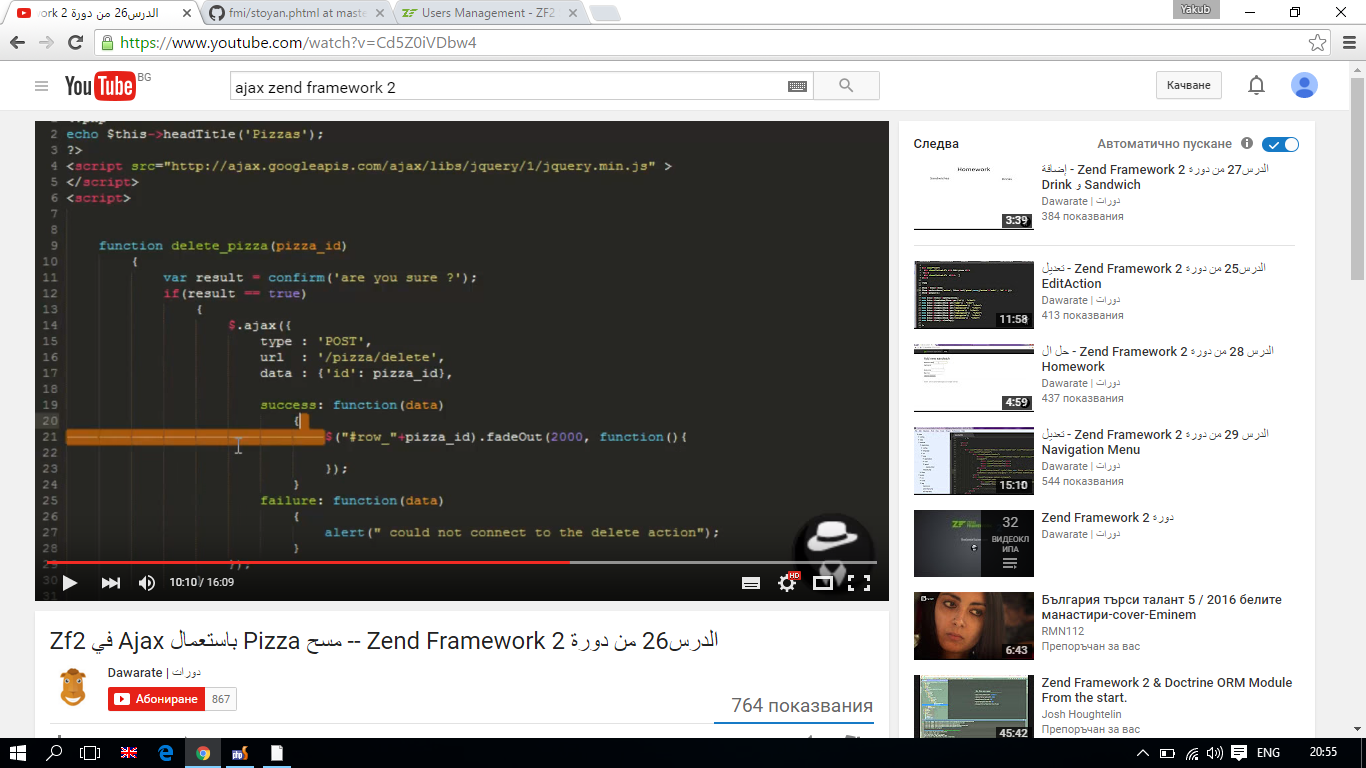 الدرس26 من دورة 2 ork
fmi/stoyan.phtml at maste
Users Management - ZF2
Yakub
https://www.youtube.com/watch?v=Cd5Z0iVDbw4
YouTube BG
ajax zend framework 2
Качване
2 echo $this->headTitle('Pizzas');
3 ?>
4 <script src="http://ajax.googleapis.com/ajax/libs/jquery/1/jquery.min.js" >
5 </script>
6 <script>
7
8
9 function delete_pizza(pizza_id)
10 {
11 var result = confirm('are you sure ?');
12 if(result == true)
13 {
14 $.ajax({
15 type : 'POST',
16 url : '/pizza/delete',
17 data : {'id': pizza_id},
18
19 success: function(data)
20 {
21 $("#row_"+pizza_id).fadeOut(2000, function(){
22
23 });
24 }
25 failure: function(data)
26 {
27 alert(" could not connect to the delete action");
28 }
29 });
30 }
31
10:10 / 16:09
HD
الدرس26 من دورة Zend Framework 2 -- مسح Pizza باستعمال Ajax في Zf2
Dawarate | دورات
Абониране 867
764 показвания
Следва
Автоматично пускане
Homework
3:39
الدرس27 من دورة Zend Framework 2 - إضافة
Sandwich و Drink
Dawarate | دورات
384 показвания
11:58
الدرس25 من دورة Zend Framework 2 - تعديل
EditAction
Dawarate | دورات
413 показвания
4:59
الدرس 28 من دورة Zend Framework 2 - حل ال
Homework
Dawarate | دورات
437 показвания
15:10
الدرس 29 من دورة Zend Framework 2 - تعديل
Navigation Menu
Dawarate | دورات
544 показвания
32
ВИДЕОКЛ
ИПА
دورة Zend Framework 2
Dawarate | دورات
6:43
България търси талант 5 / 2016 белите
манастири-cover-Eminem
RMN112
Препоръчан за вас
45:42
Zend Framework 2 & Doctrine ORM Module
From the start.
Josh Houghtelin
Препоръчан за вас
ENG
20:55